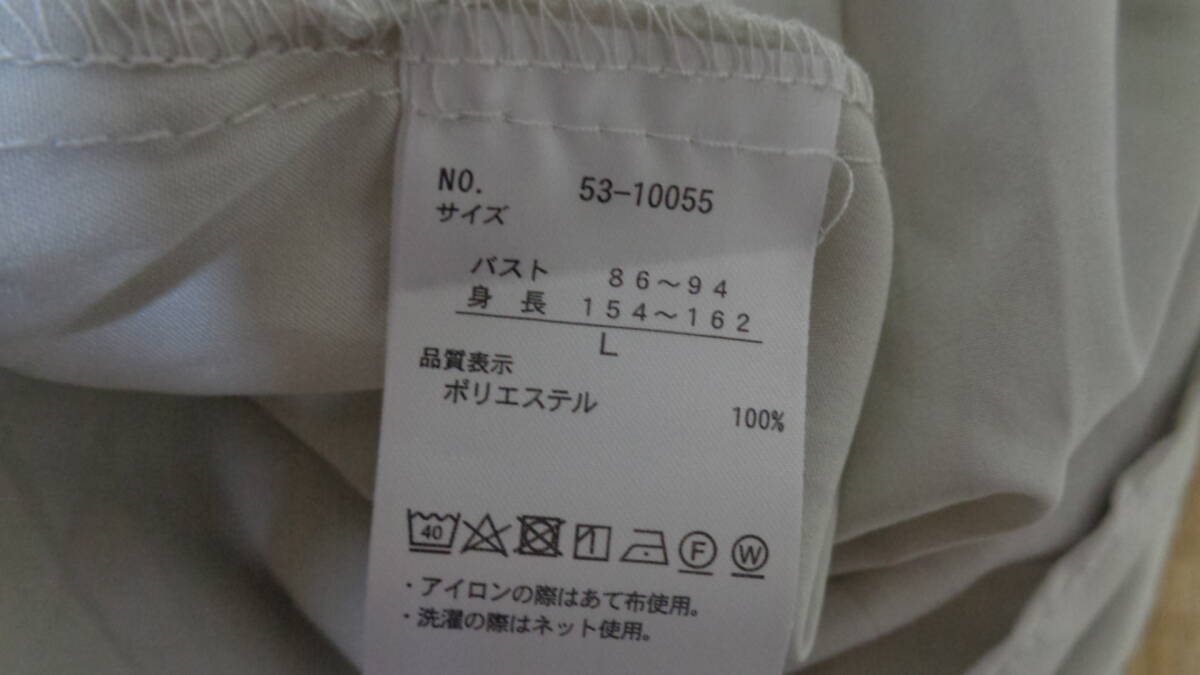 NO. 53-10055
サイズ
バスト 86～94
身 長 154～162
L
品質表示
ポリエステル 100%
40 F W
・アイロンの際はあて布使用。
・洗濯の際はネット使用。